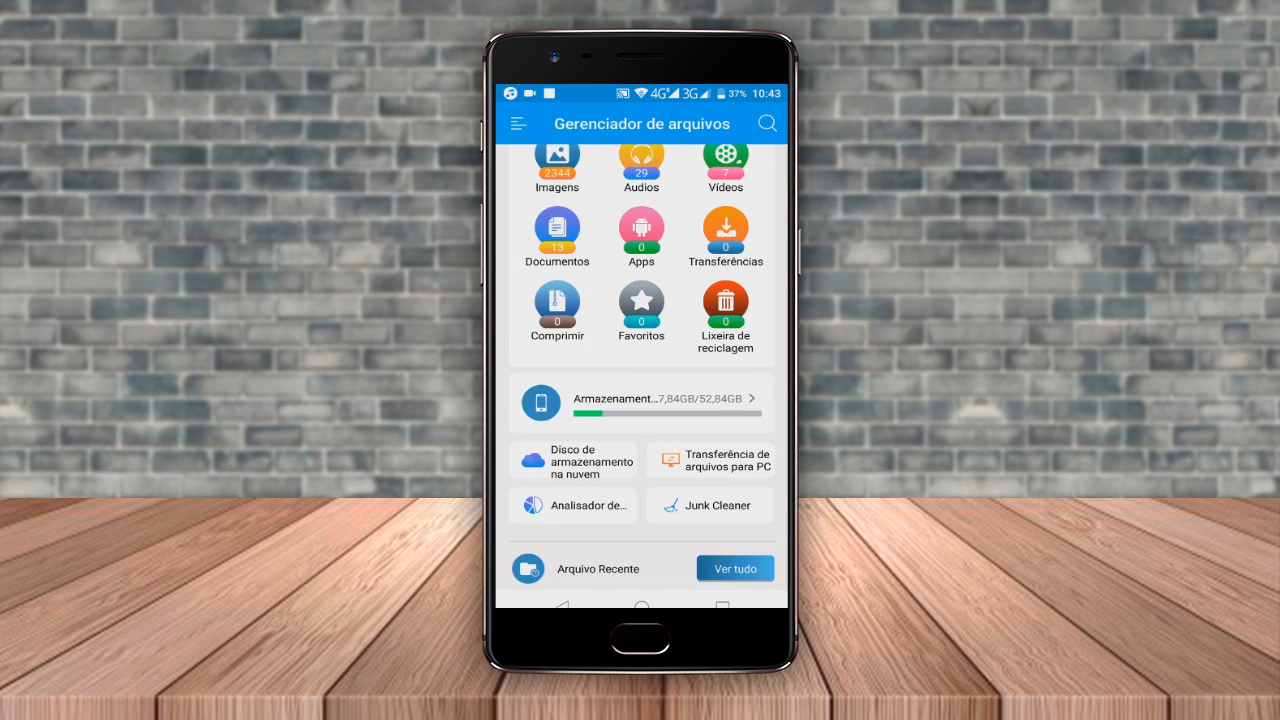 4G 3G 37% 10:43
Gerenciador de arquivos
2344 29 7
Imagens Audios Vídeos
13 0 0
Documentos Apps Transferências
0 0 0
Comprimir Favoritos Lixeira de
reciclagem
Armazenament...7,84GB/52,84GB
Disco de
armazenamento
na nuvem
Transferência de
arquivos para PC
Analisador de...
Junk Cleaner
Arquivo Recente
Ver tudo